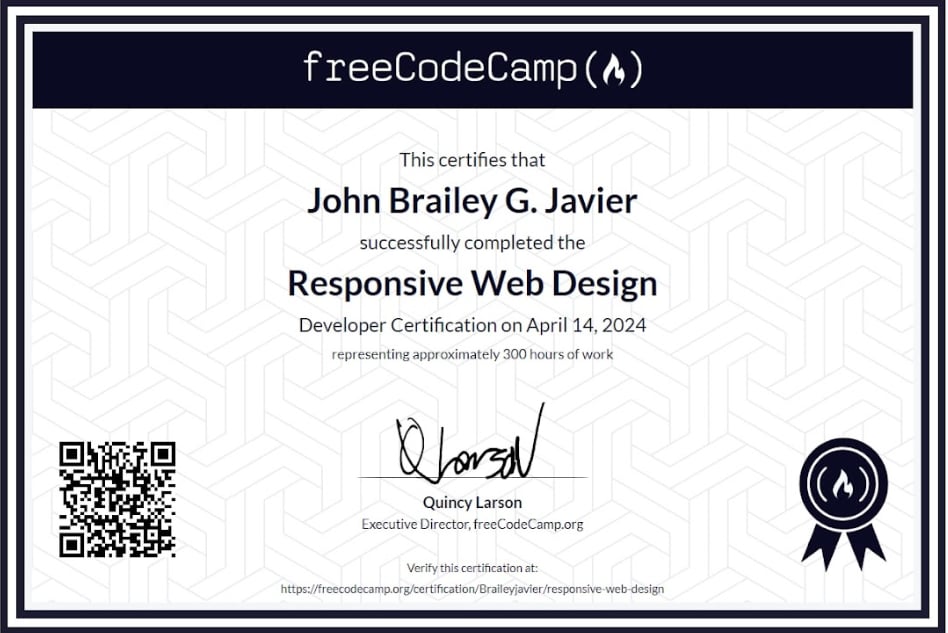 freeCodeCamp
This certifies that
John Brailey G. Javier
successfully completed the
Responsive Web Design
Developer Certification on April 14, 2024
representing approximately 300 hours of work
QLarson
Quincy Larson
Executive Director, freeCodeCamp.org
Verify this certification at:
https://freecodecamp.org/certification/Braileyjavier/responsive-web-design